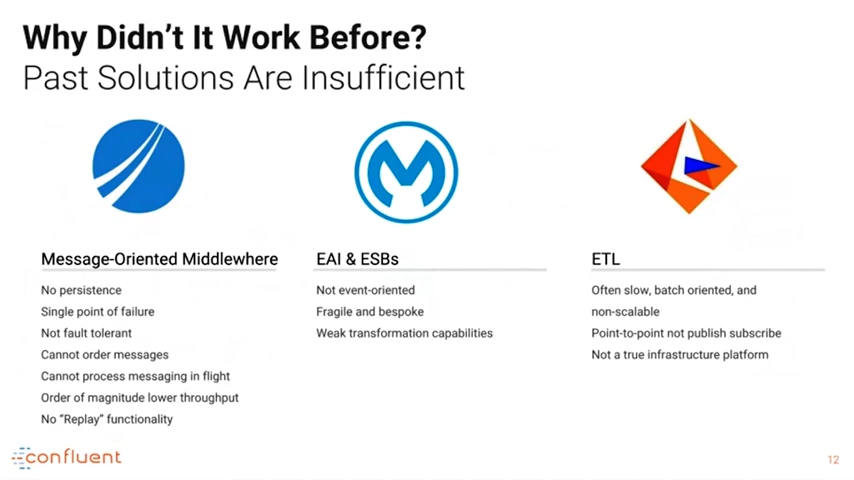 Why Didn’t It Work Before?
Past Solutions Are Insufficient
Message-Oriented Middlewhere
No persistence
Single point of failure
Not fault tolerant
Cannot order messages
Cannot process messaging in flight
Order of magnitude lower throughput
No “Replay” functionality
EAI & ESBs
Not event-oriented
Fragile and bespoke
Weak transformation capabilities
ETL
Often slow, batch oriented, and
non-scalable
Point-to-point not publish subscribe
Not a true infrastructure platform
confluent
12